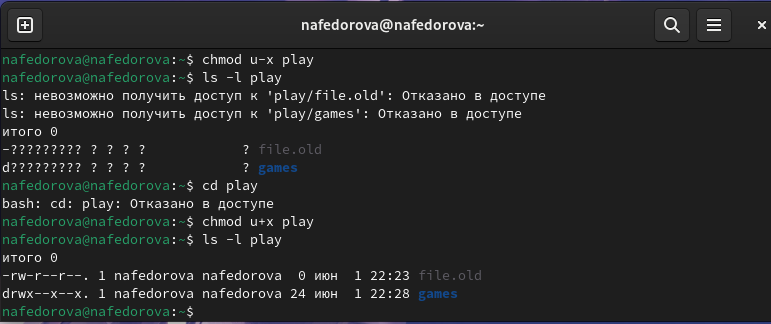 nafedorova@nafedorova:~
nafedorova@nafedorova:~$ chmod u-x play
nafedorova@nafedorova:~$ ls -l play
ls: невозможно получить доступ к 'play/file.old': Отказано в доступе
ls: невозможно получить доступ к 'play/games': Отказано в доступе
итого 0
-????????? ? ? ? ?            ? file.old
d????????? ? ? ? ?            ? games
nafedorova@nafedorova:~$ cd play
bash: cd: play: Отказано в доступе
nafedorova@nafedorova:~$ chmod u+x play
nafedorova@nafedorova:~$ ls -l play
итого 0
-rw-r--r--. 1 nafedorova nafedorova  0 июн  1 22:23 file.old
drwx--x--x. 1 nafedorova nafedorova 24 июн  1 22:28 games
nafedorova@nafedorova:~$